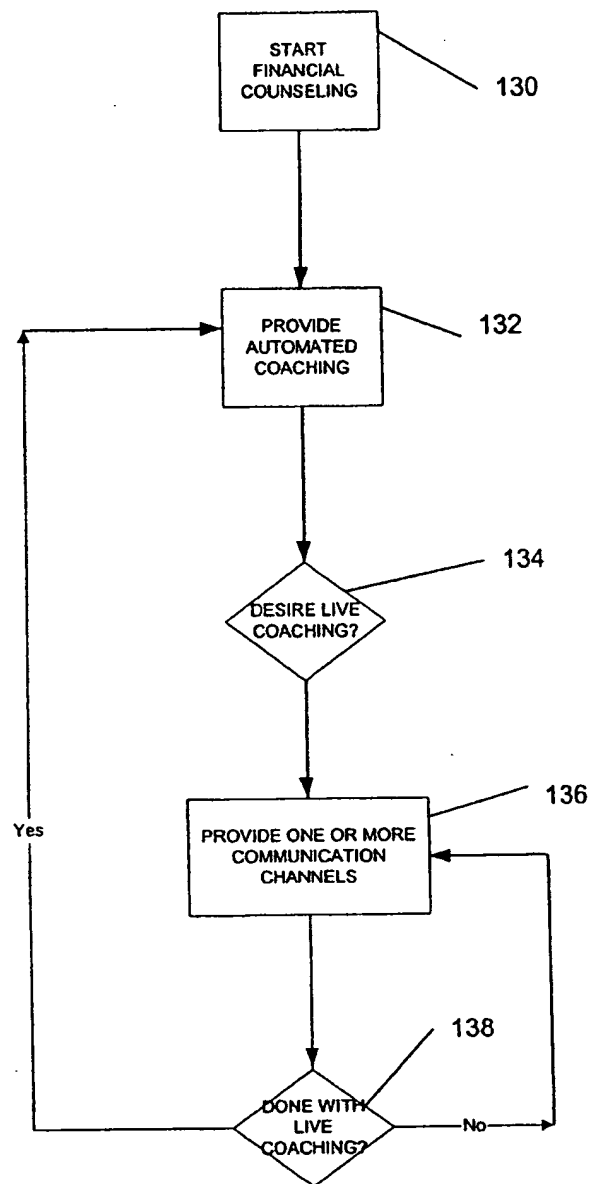 START
FINANCIAL
COUNSELING
130
PROVIDE
AUTOMATED
COACHING
132
134
DESIRE LIVE
COACHING?
136
PROVIDE ONE OR MORE
COMMUNICATION
CHANNELS
Yes
138
DONE WITH
LIVE
COACHING?
No